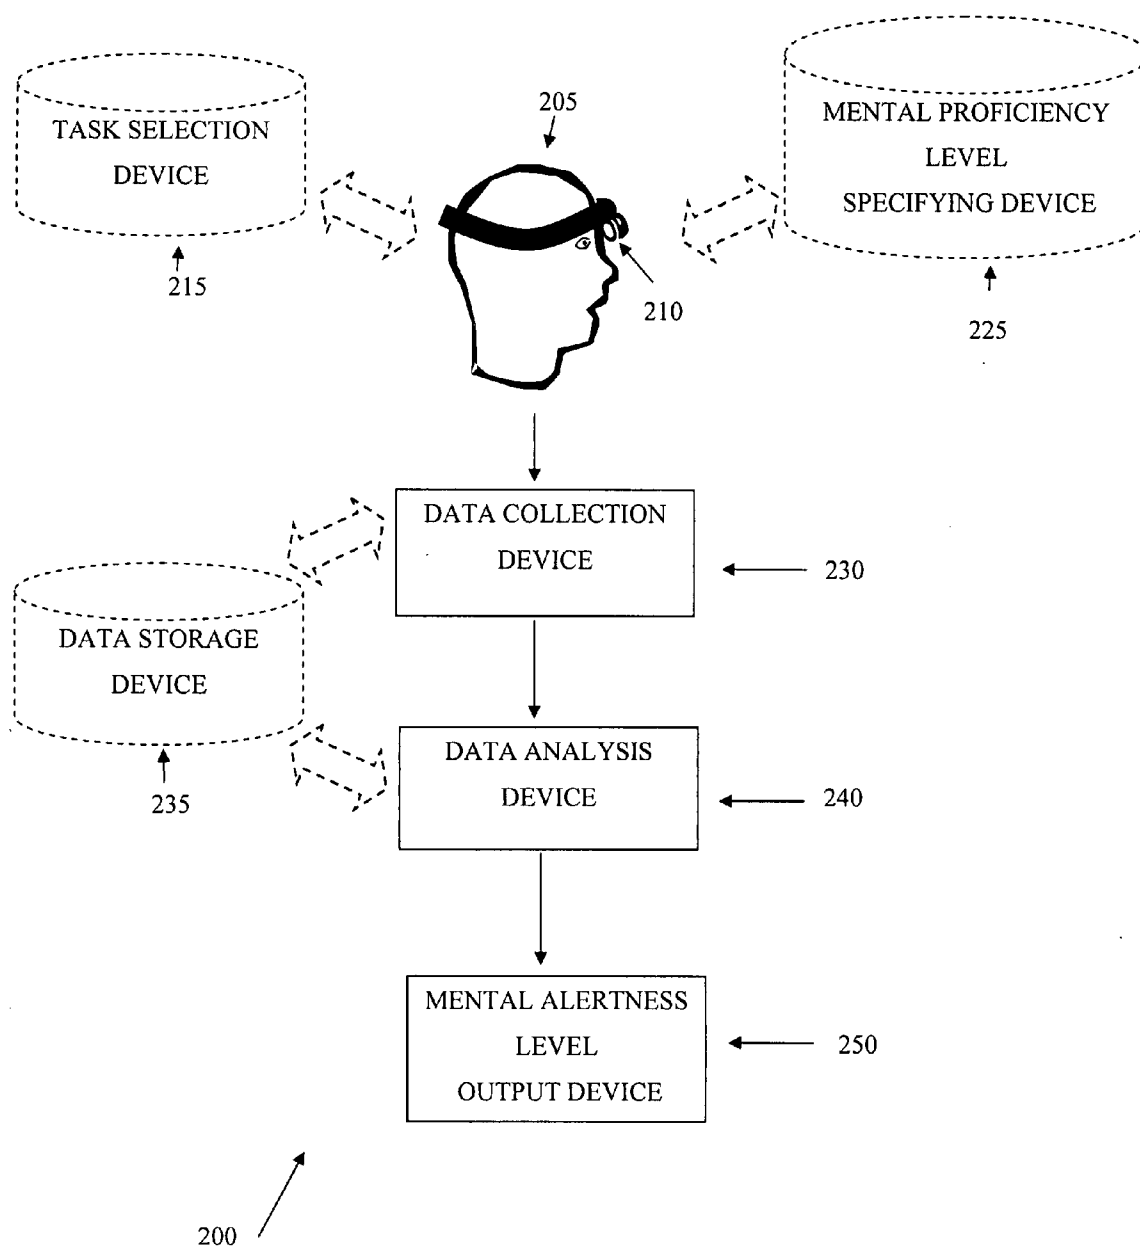 TASK SELECTION
DEVICE
215
205
210
MENTAL PROFICIENCY
LEVEL
SPECIFYING DEVICE
225
DATA COLLECTION
DEVICE
230
DATA STORAGE
DEVICE
235
DATA ANALYSIS
DEVICE
240
MENTAL ALERTNESS
LEVEL
OUTPUT DEVICE
250
200